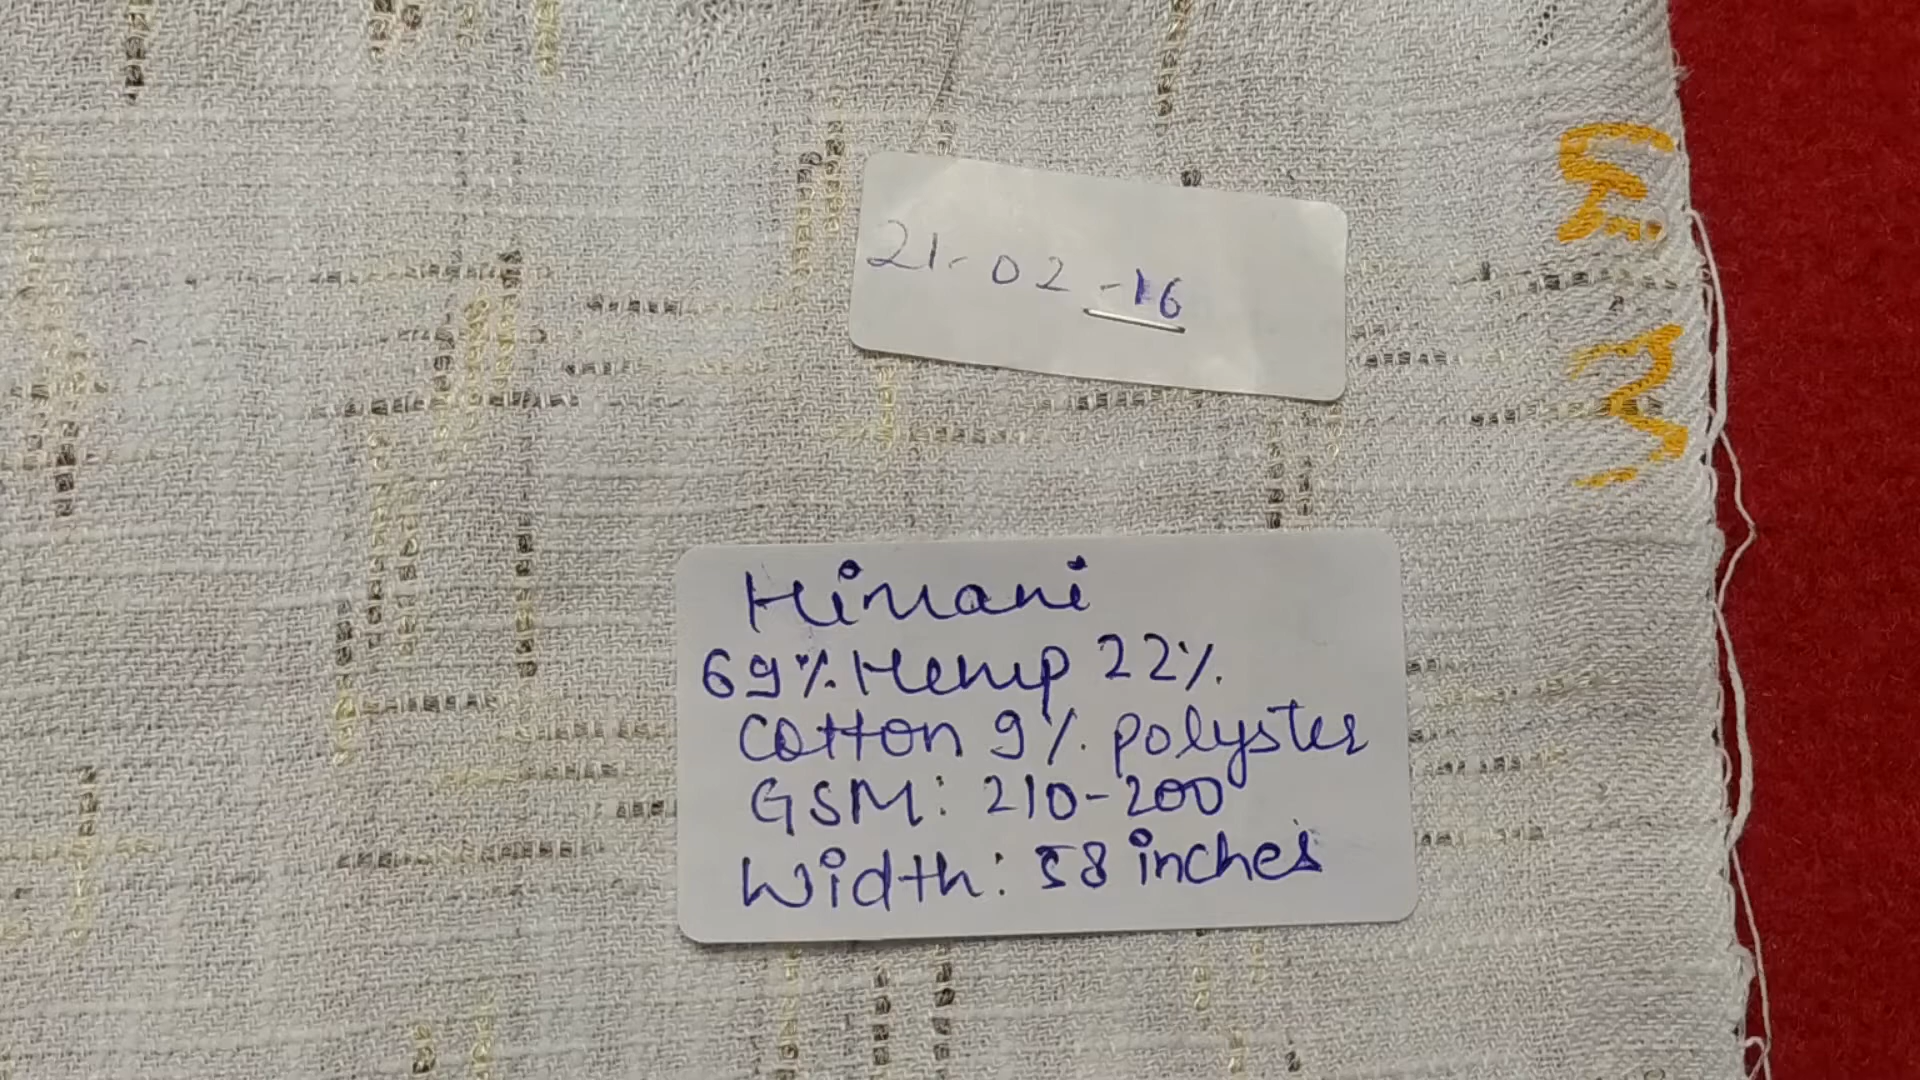 21-02-16
Himani
69% Hemp 22%
Cotton 9% polyster
GSM: 210-200
Width: 58 inches